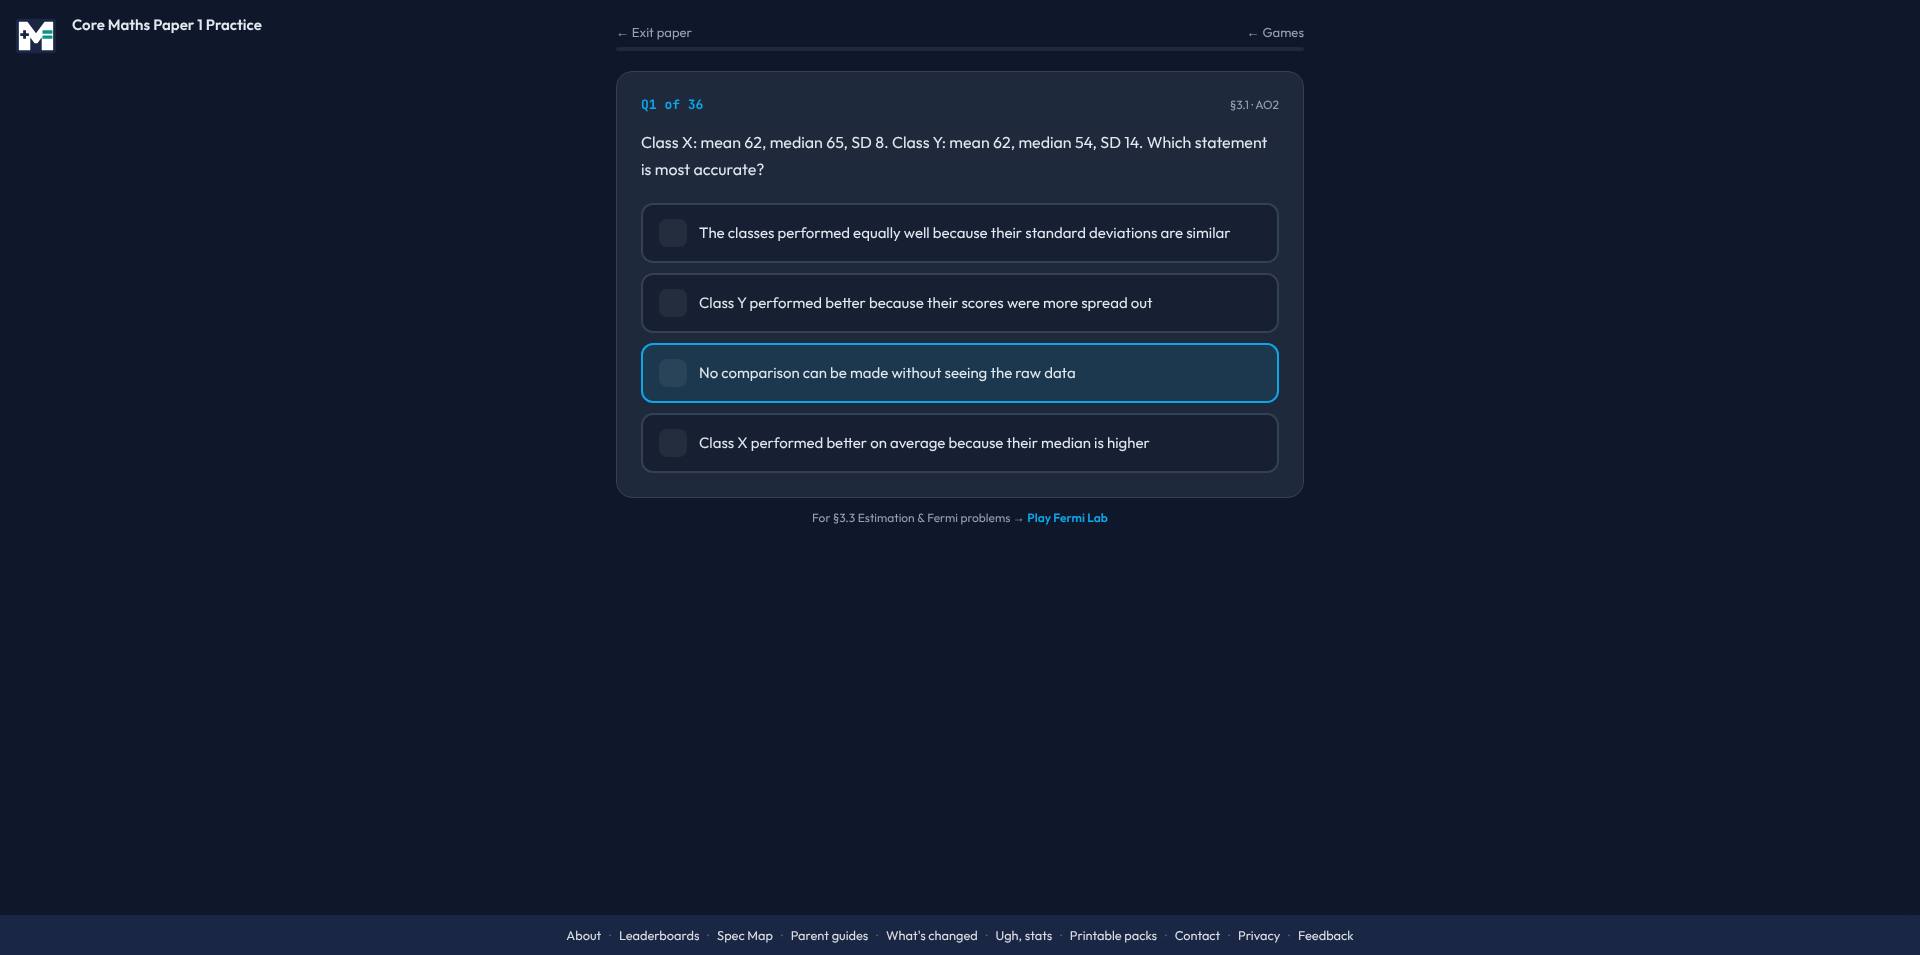 Core Maths Paper 1 Practice
← Exit paper
← Games
Q1 of 36
§3.1 · AO2
Class X: mean 62, median 65, SD 8. Class Y: mean 62, median 54, SD 14. Which statement
is most accurate?
The classes performed equally well because their standard deviations are similar
Class Y performed better because their scores were more spread out
No comparison can be made without seeing the raw data
Class X performed better on average because their median is higher
For §3.3 Estimation & Fermi problems → Play Fermi Lab
About · Leaderboards · Spec Map · Parent guides · What's changed · Ugh, stats · Printable packs · Contact · Privacy · Feedback